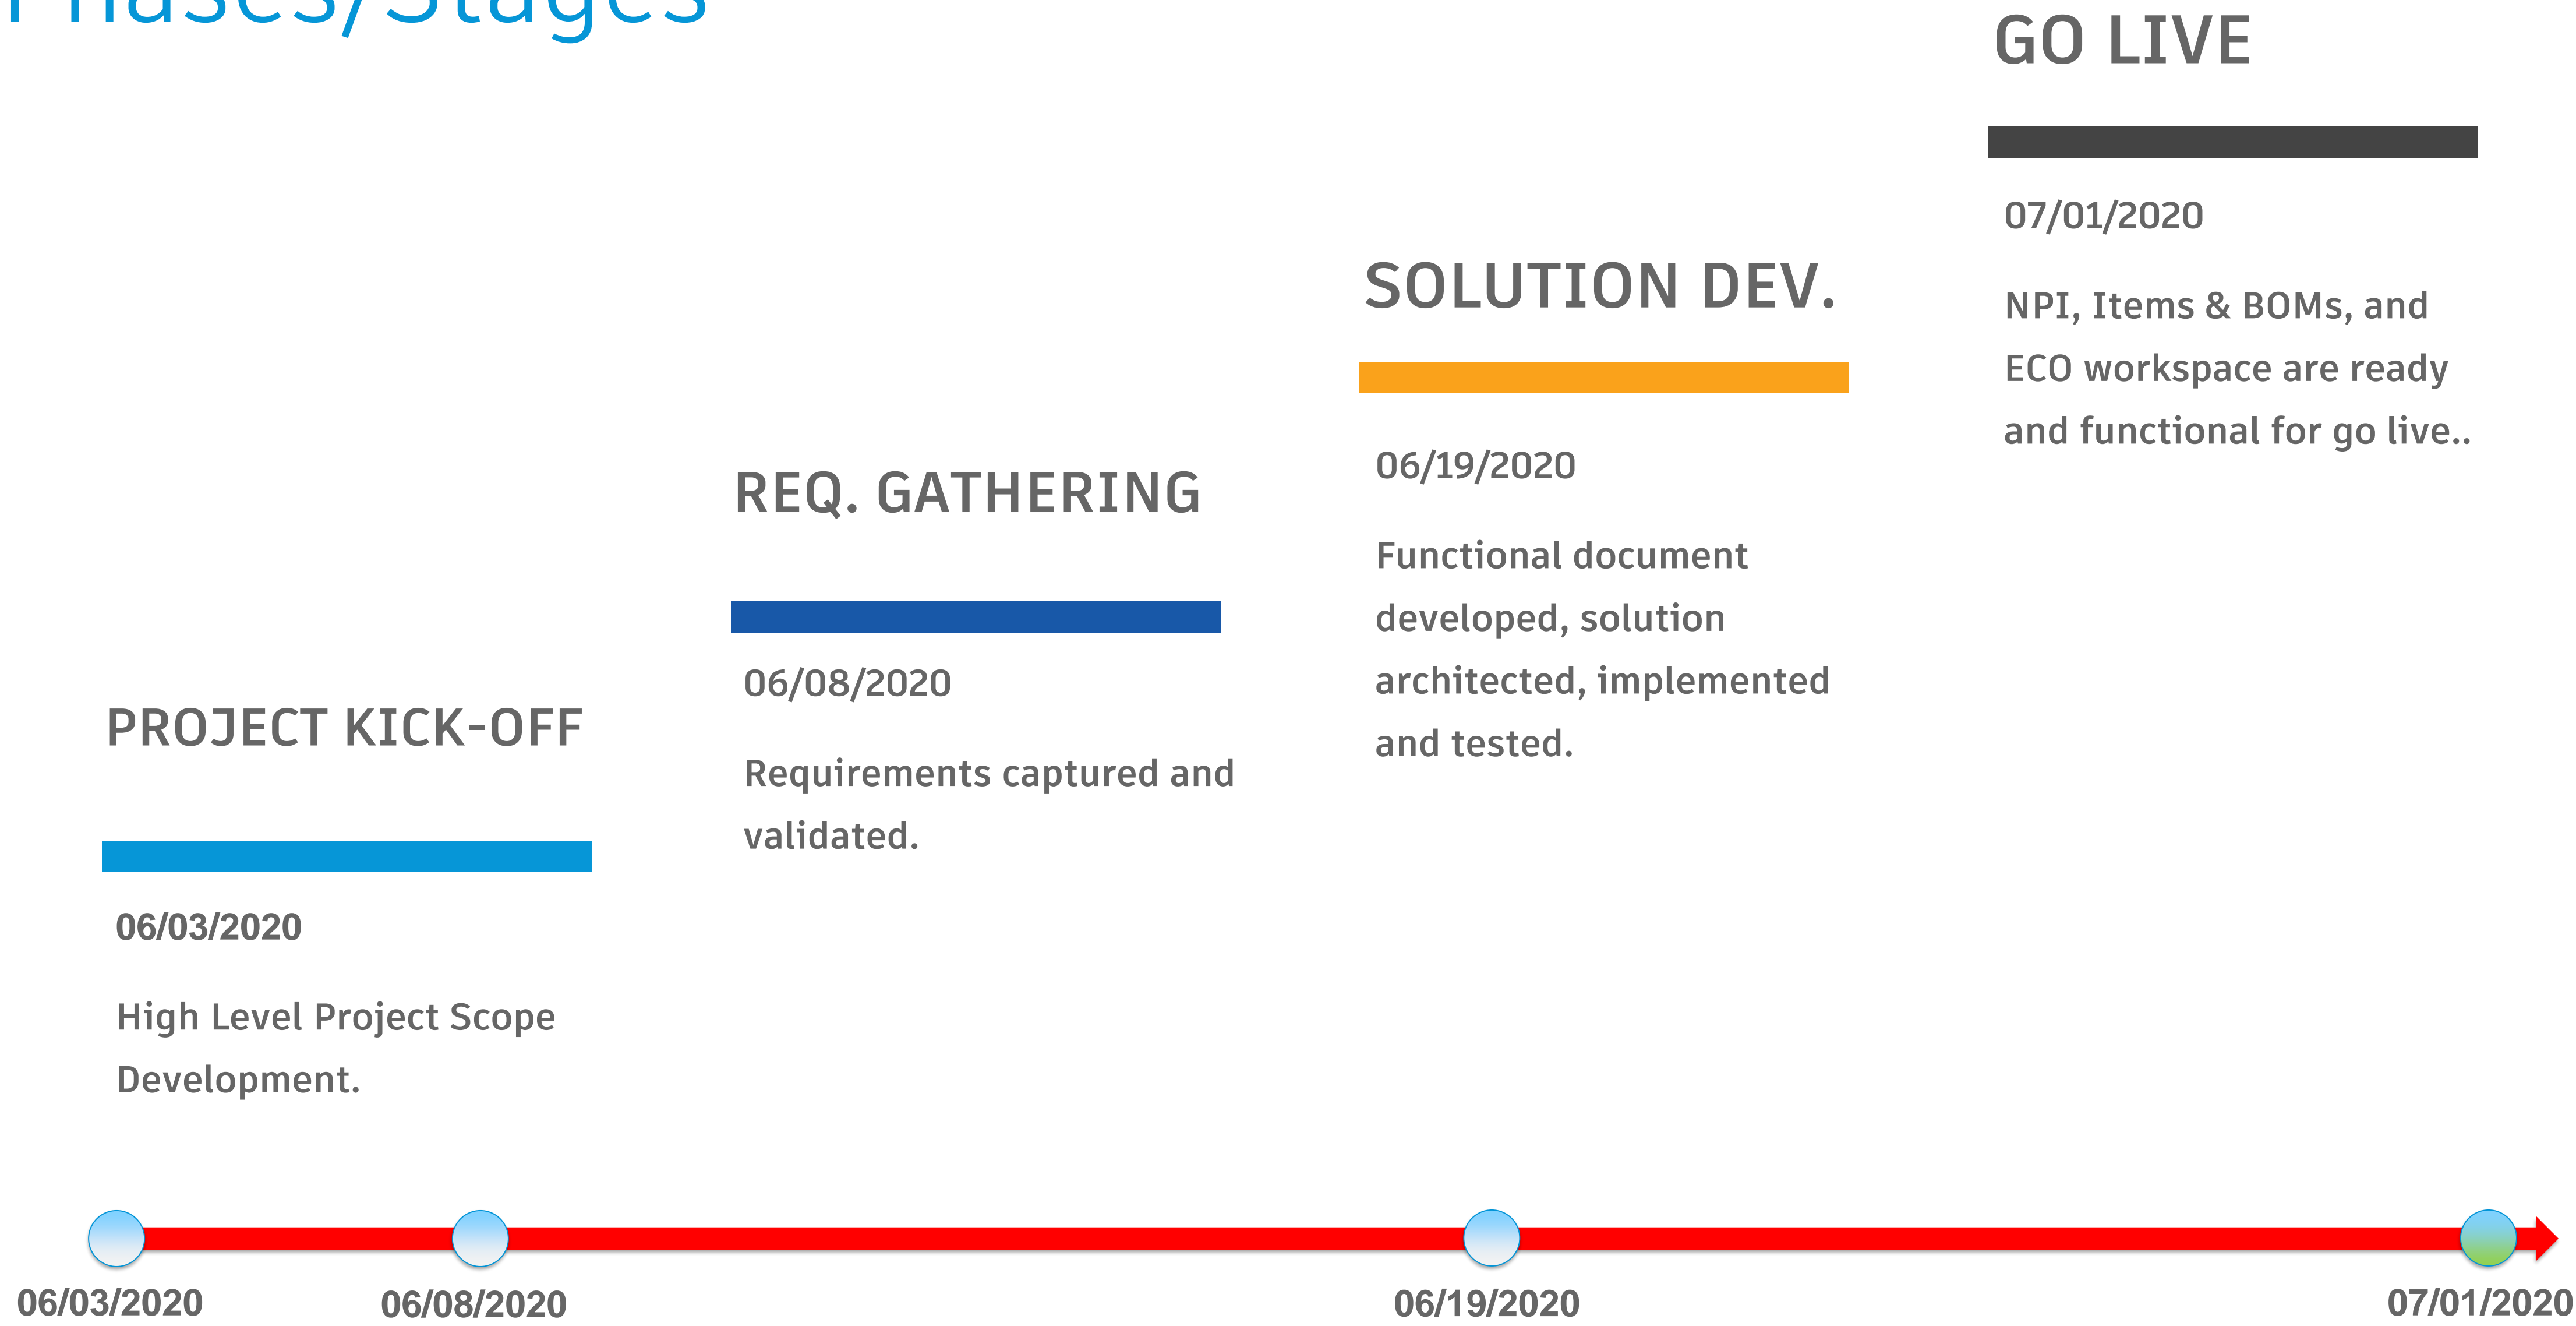 Phases/Stages
GO LIVE
07/01/2020
NPI, Items & BOMs, and
ECO workspace are ready
and functional for go live..
SOLUTION DEV.
06/19/2020
Functional document
developed, solution
architected, implemented
and tested.
REQ. GATHERING
06/08/2020
Requirements captured and
validated.
PROJECT KICK-OFF
06/03/2020
High Level Project Scope
Development.
06/03/2020
06/08/2020
06/19/2020
07/01/2020